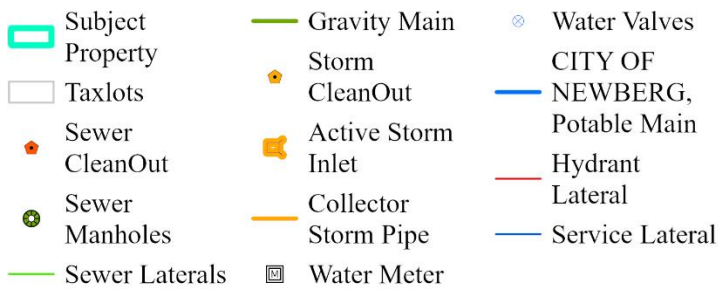 Subject
Property
Taxlots
Sewer
CleanOut
Sewer
Manholes
Sewer Laterals
Gravity Main
Storm
CleanOut
Active Storm
Inlet
Collector
Storm Pipe
M
Water Meter
Water Valves
CITY OF
NEWBERG,
Potable Main
Hydrant
Lateral
Service Lateral